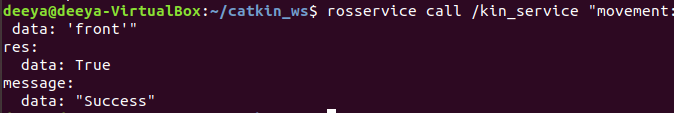 deeya@deeya-VirtualBox:~/catkin_ws$ rosservice call /kin_service "movement:
 data: 'front'"
res:
  data: True
message:
  data: "Success"